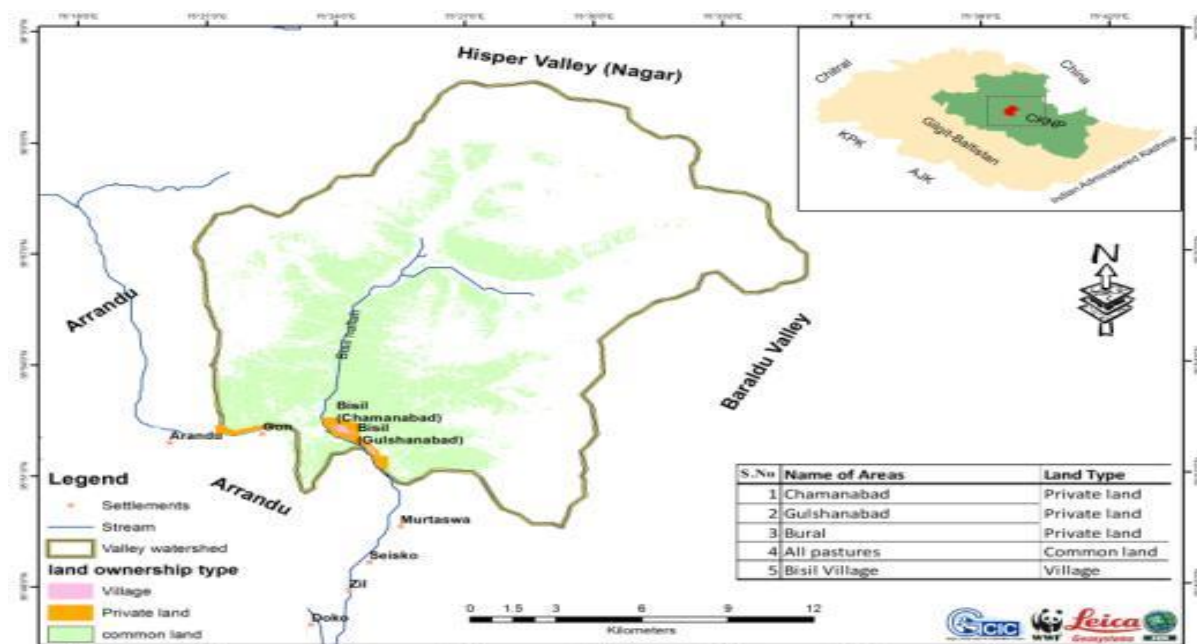 Hisper Valley (Nagar)
Chitral
China
CKNP
Gilgit-Baltistan
KPK
AJK
Indian Administered Kashmir
N
Arrandu
Bisil nallah
Baraldu Valley
Bisil
(Chamanabad)
Bisil
(Gulshanabad)
Arandu
Gon
Arrandu
Murtaswa
Seisko
Zil
Doko
Legend
Settlements
Stream
Valley watershed
land ownership type
Village
Private land
common land
S.No Name of Areas Land Type
1 Chamanabad Private land
2 Gulshanabad Private land
3 Bural Private land
4 All pastures Common land
5 Bisil Village Village
0 1.5 3 6 9 12
Kilometers
WWF
Leica
Geosystems